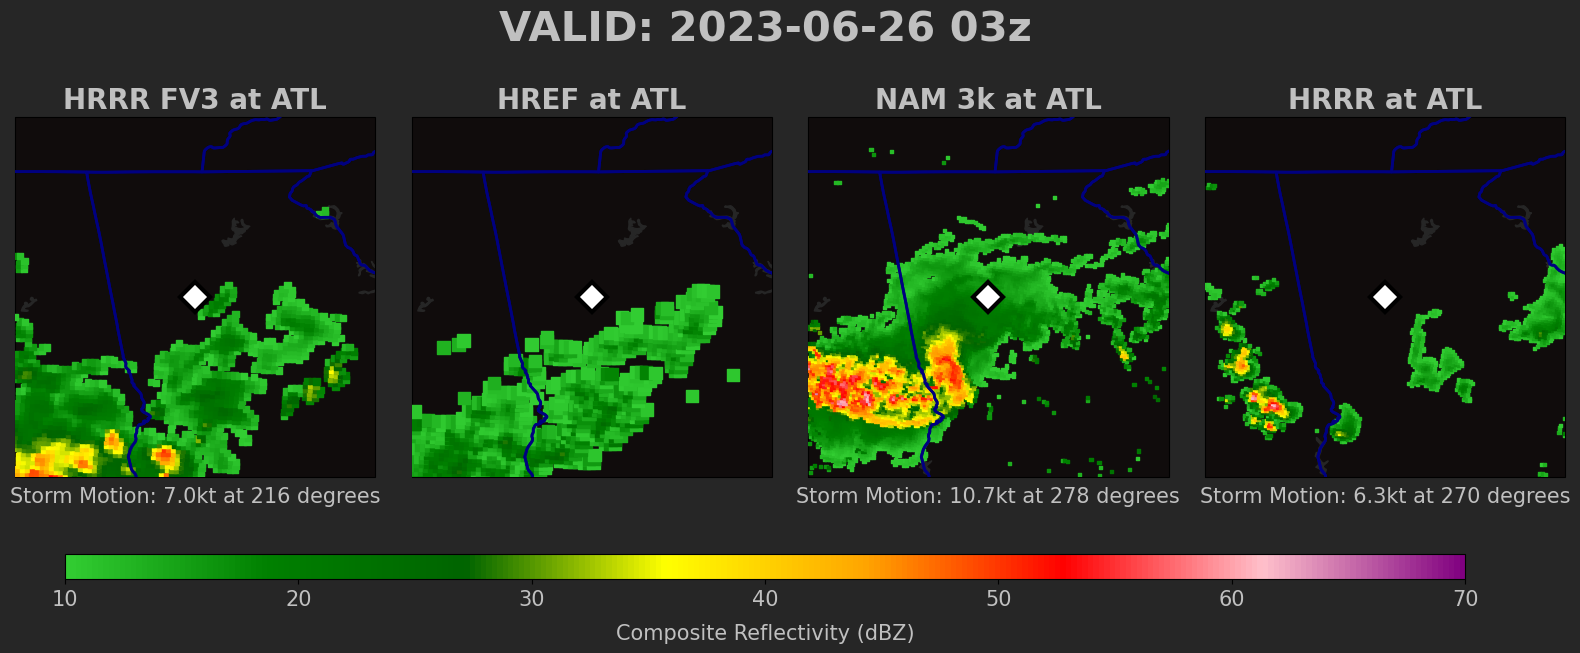 VALID: 2023-06-26 03z
HRRR FV3 at ATL
HREF at ATL
NAM 3k at ATL
HRRR at ATL
Storm Motion: 7.0kt at 216 degrees
Storm Motion: 10.7kt at 278 degrees
Storm Motion: 6.3kt at 270 degrees
10 20 30 40 50 60 70
Composite Reflectivity (dBZ)